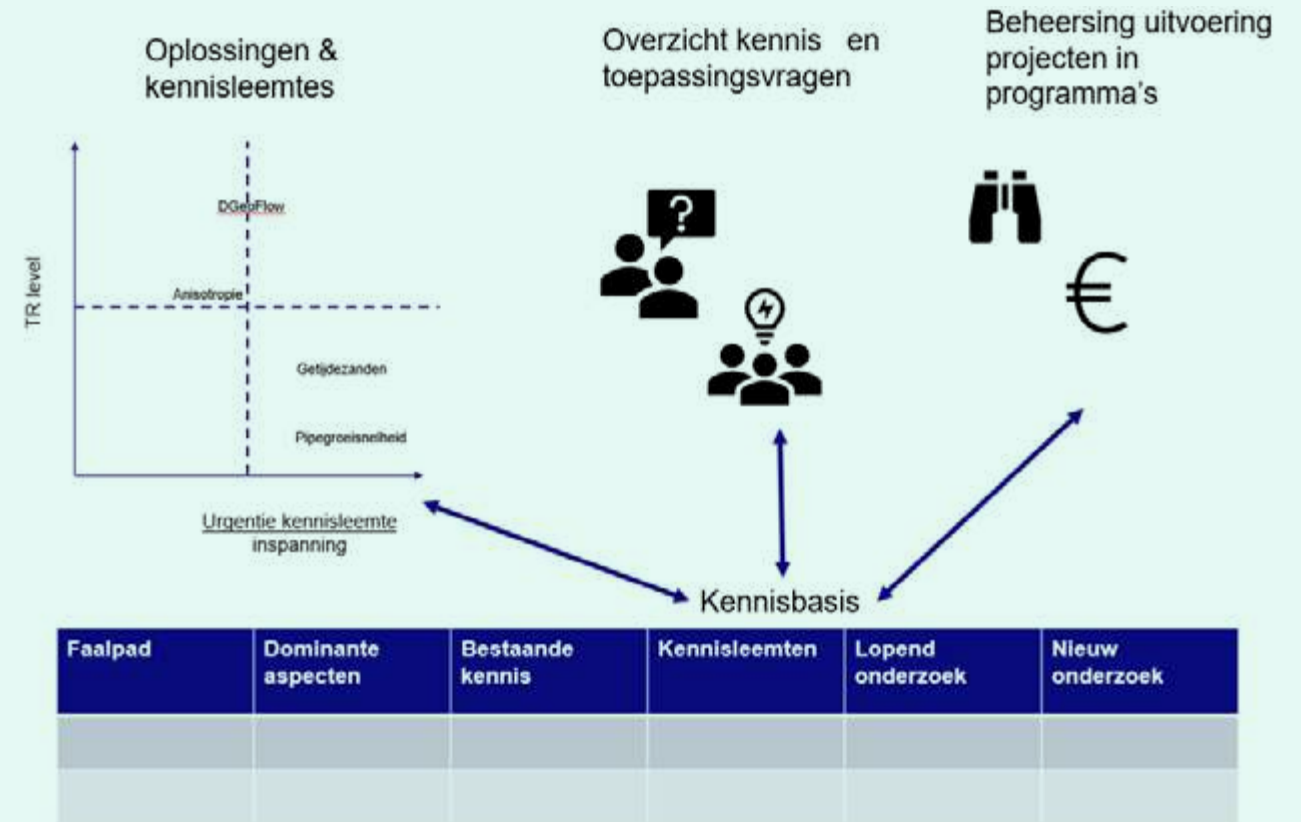 Oplossingen &
kennisleemtes
Overzicht kennis en
toepassingsvragen
Beheersing uitvoering
projecten in
programma's
TR level
DGeoFlow
Anisotropie
Getijdezanden
Pipegroeisnelheid
Urgentie kennisleemte
inspanning
?
€
Kennisbasis
Faalpad
Dominante
aspecten
Bestaande
kennis
Kennisleemten
Lopend
onderzoek
Nieuw
onderzoek